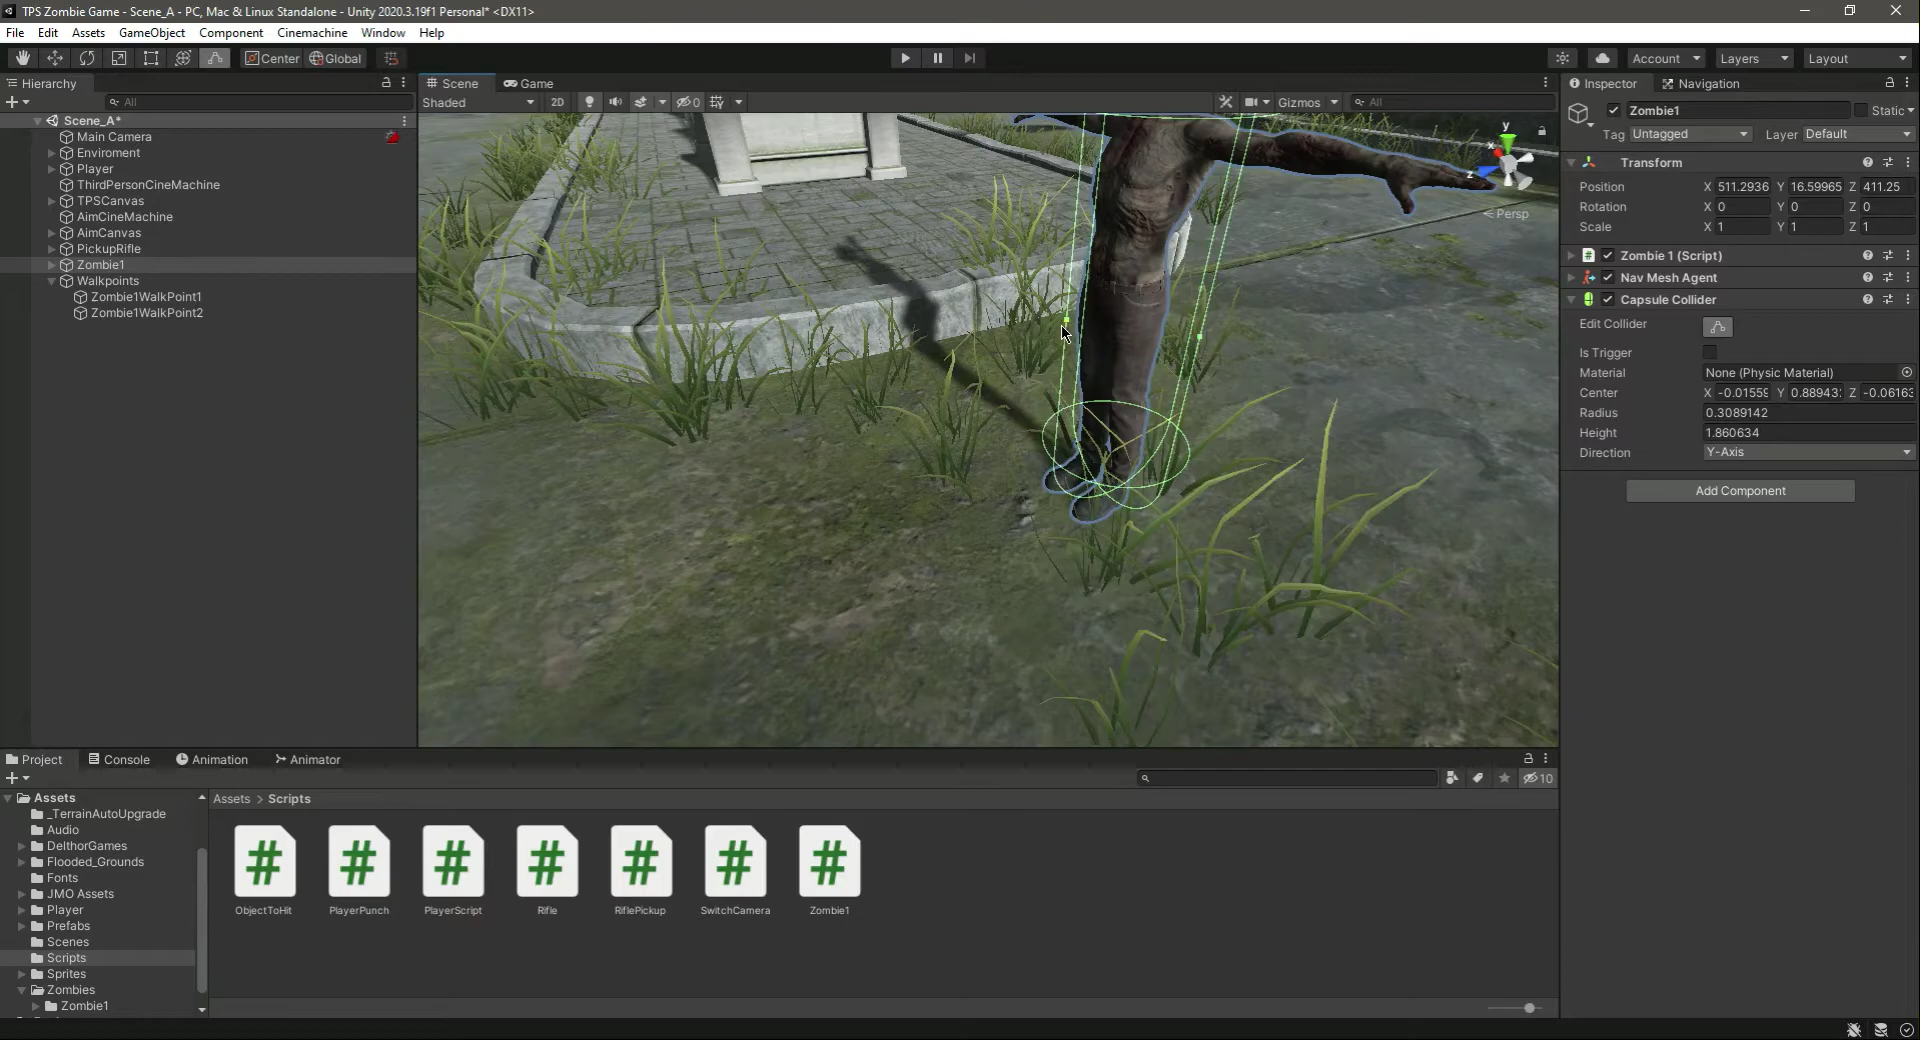 TPS Zombie Game - Scene_A - PC, Mac & Linux Standalone - Unity 2020.3.19f1 Personal* <DX11>
File Edit Assets GameObject Component Cinemachine Window Help
Center Global Account Layers Layout
Hierarchy
All
Scene_A*
Main Camera
Enviroment
Player
ThirdPersonCineMachine
TPSCanvas
AimCineMachine
AimCanvas
PickupRifle
Zombie1
Walkpoints
Zombie1WalkPoint1
Zombie1WalkPoint2
Scene Game
Shaded 2D 0 Gizmos All
y
x
z
Persp
Inspector Navigation
Zombie1 Static
Tag Untagged Layer Default
Transform
Position X 511.2936 Y 16.59965 Z 411.25
Rotation X 0 Y 0 Z 0
Scale X 1 Y 1 Z 1
# Zombie 1 (Script)
Nav Mesh Agent
Capsule Collider
Edit Collider
Is Trigger
Material None (Physic Material)
Center X -0.01559 Y 0.88943 Z -0.06163
Radius 0.3089142
Height 1.860634
Direction Y-Axis
Add Component
Project Console Animation Animator
10
Assets
_TerrainAutoUpgrade
Audio
DelthorGames
Flooded_Grounds
Fonts
JMO Assets
Player
Prefabs
Scenes
Scripts
Sprites
Zombies
Zombie1
Assets > Scripts
# # # # # # #
ObjectToHit PlayerPunch PlayerScript Rifle RiflePickup SwitchCamera Zombie1